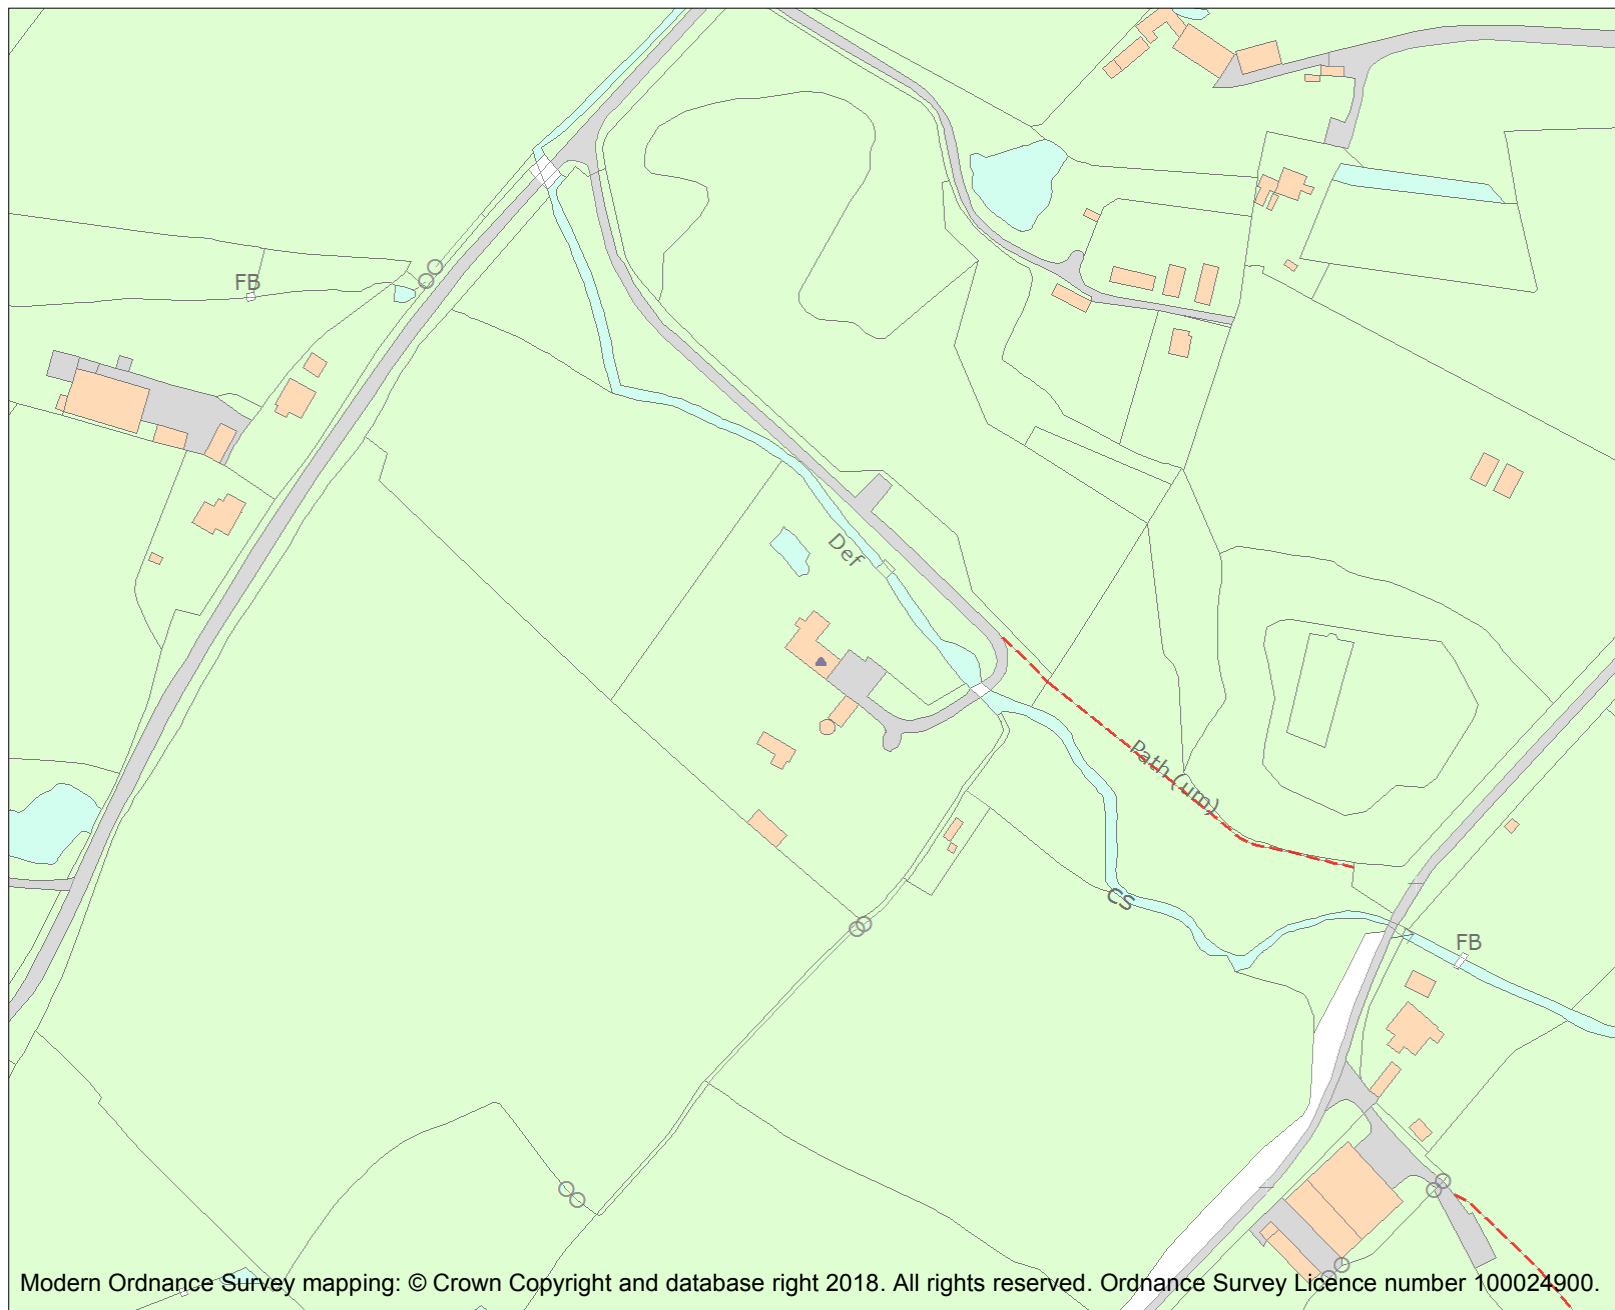 FB
Def
Path (um)
CS
FB
Modern Ordnance Survey mapping: © Crown Copyright and database right 2018. All rights reserved. Ordnance Survey Licence number 100024900.